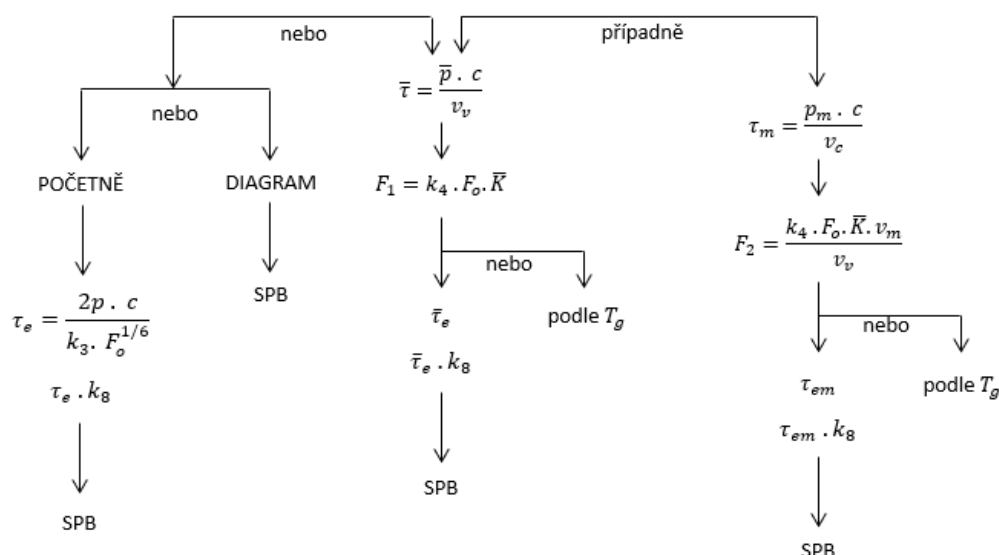 nebo
případně
τ̄ = p̄ . c / v_v
nebo
τ_m = p_m . c / v_c
POČETNĚ
DIAGRAM
F_1 = k_4 . F_o . K̄
F_2 = k_4 . F_o . K̄ . v_m / v_v
nebo
SPB
τ_e = 2p . c / k_3 . F_o^{1/6}
τ̄_e
podle T_g
nebo
τ̄_e . k_8
τ_e . k_8
τ_em
podle T_g
τ_em . k_8
SPB
SPB
SPB